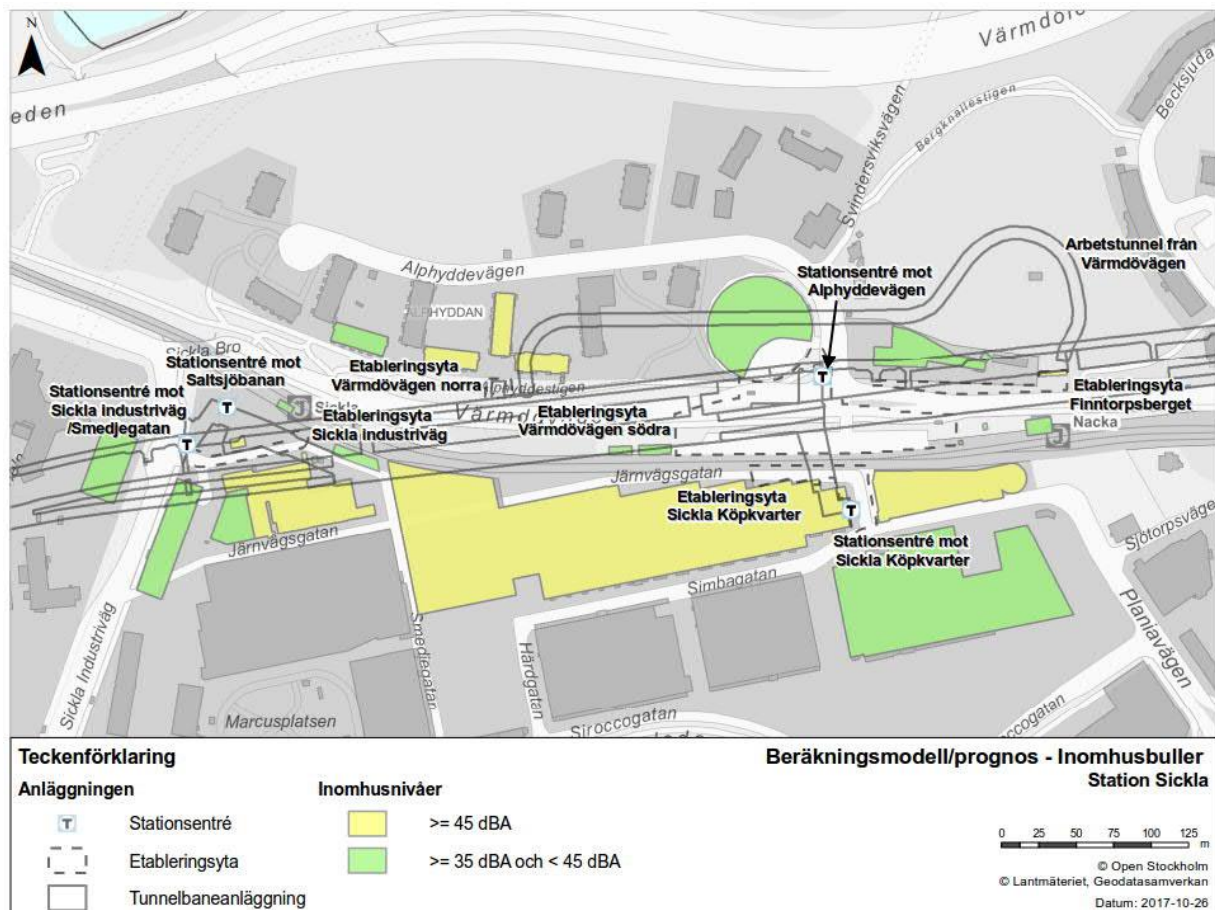 N
Värmdöl
eden
Svindersviksvägen
Bergknallestigen
Becksjuda
Alphyddevägen
Arbetstunnel från
Värmdövägen
Stationsentré mot
Alphyddevägen
ALPHYDDAN
Sickla Bro
Stationsentré mot
Saltsjöbanan
Etableringsyta
Värmdövägen norra
Alphyddestigen
Stationsentré mot
Sickla industriväg
/Smedjegatan
Sickla
Etableringsyta
Sickla industriväg
Värmdövägen
Etableringsyta
Värmdövägen södra
Etableringsyta
Finntorpsberget
Nacka
Järnvägsgatan
Etableringsyta
Sickla Köpkvarter
Stationsentré mot
Sickla Köpkvarter
Järnvägsgatan
Simbagatan
Sjötorpsväge
Planiavägen
Smedjegatan
Härdgatan
Sickla Industriväg
Marcusplatsen
Siroccogatan
roccogatan
Teckenförklaring
Anläggningen
T Stationsentré
Etableringsyta
Tunnelbaneanläggning
Inomhusnivåer
>= 45 dBA
>= 35 dBA och < 45 dBA
Beräkningsmodell/prognos - Inomhusbuller
Station Sickla
0 25 50 75 100 125
m
© Open Stockholm
© Lantmäteriet, Geodatasamverkan
Datum: 2017-10-26